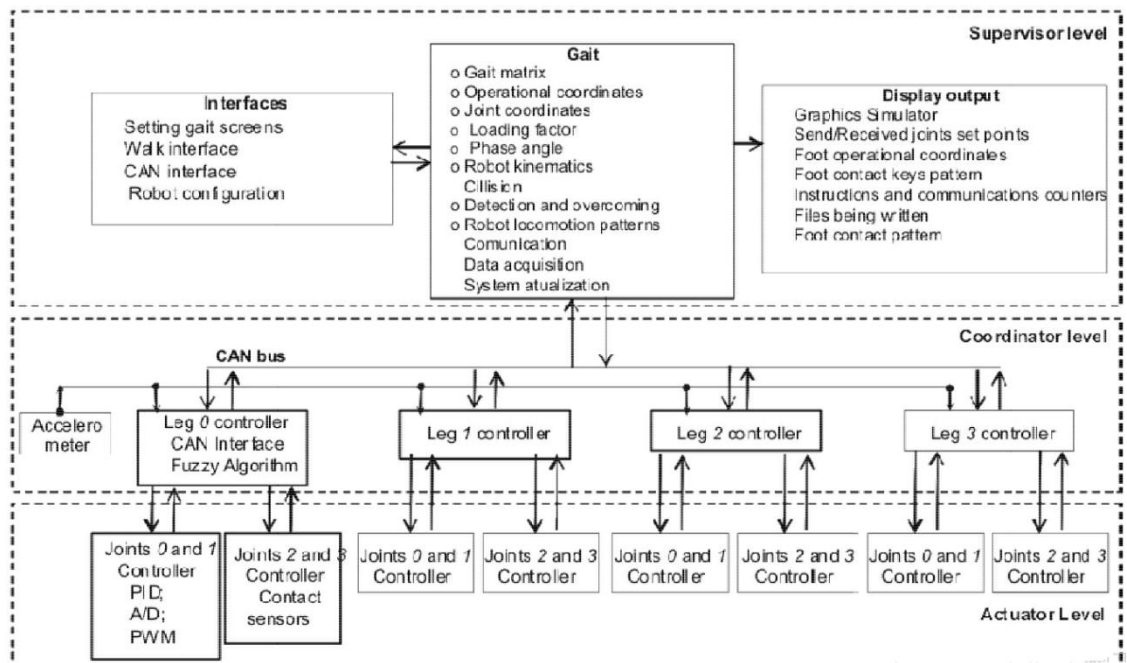 Supervisor level
Gait
o Gait matrix
o Operational coordinates
o Joint coordinates
o Loading factor
o Phase angle
o Robot kinematics
Cillision
o Detection and overcoming
o Robot locomotion patterns
Comunication
Data acquisition
System atualization
Interfaces
Setting gait screens
Walk interface
CAN interface
Robot configuration
Display output
Graphics Simulator
Send/Received joints set points
Foot operational coordinates
Foot contact keys pattern
Instructions and communications counters
Files being written
Foot contact pattern
Coordinator level
CAN bus
Accelero
meter
Leg 0 controller
CAN Interface
Fuzzy Algorithm
Leg 1 controller
Leg 2 controller
Leg 3 controller
Joints 0 and 1
Controller
PID;
A/D;
PWM
Joints 2 and 3
Controller
Contact
sensors
Joints 0 and 1
Controller
Joints 2 and 3
Controller
Joints 0 and 1
Controller
Joints 2 and 3
Controller
Joints 0 and 1
Controller
Joints 2 and 3
Controller
Actuator Level